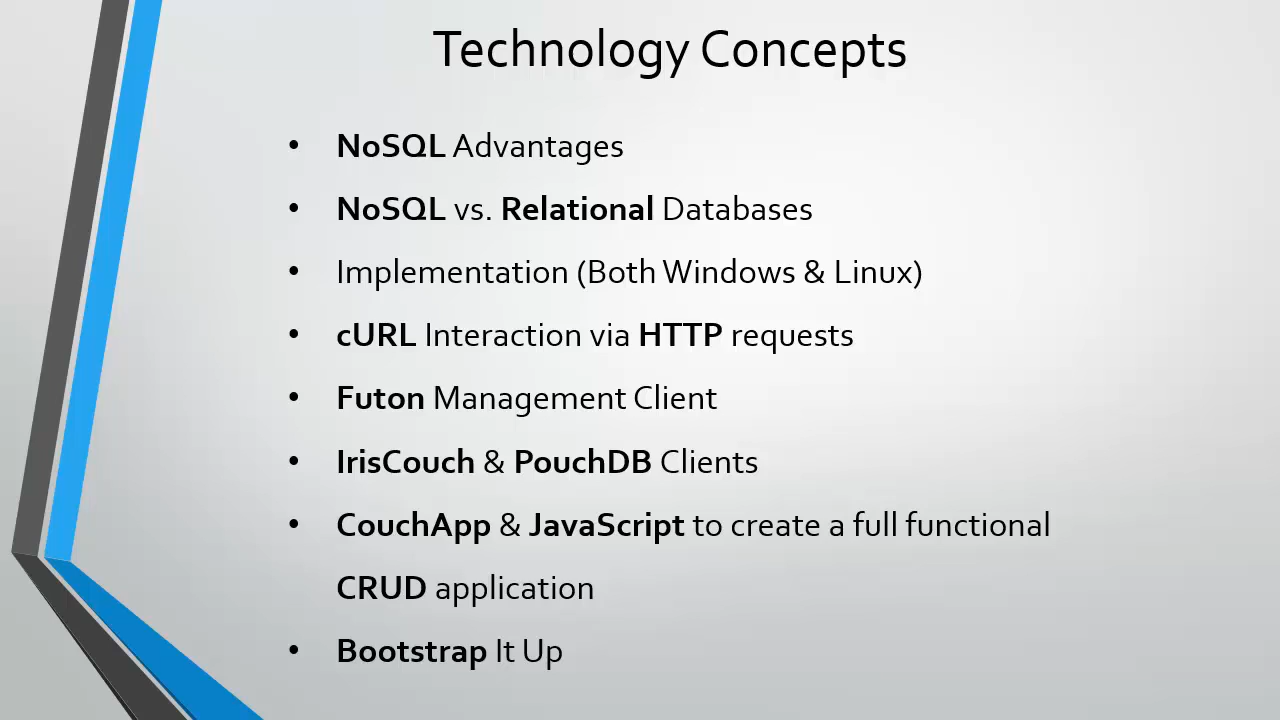 Technology Concepts
• NoSQL Advantages
• NoSQL vs. Relational Databases
• Implementation (Both Windows & Linux)
• cURL Interaction via HTTP requests
• Futon Management Client
• IrisCouch & PouchDB Clients
• CouchApp & JavaScript to create a full functional
CRUD application
• Bootstrap It Up